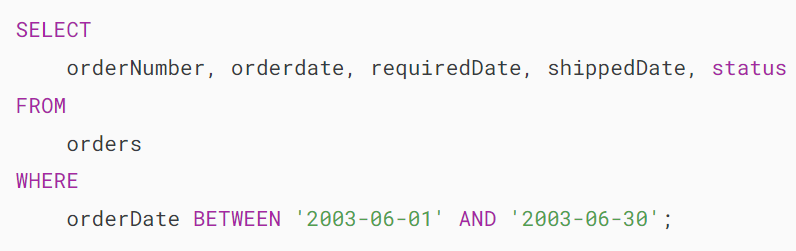 SELECT
orderNumber, orderdate, requiredDate, shippedDate, status
FROM
orders
WHERE
orderDate BETWEEN '2003-06-01' AND '2003-06-30';